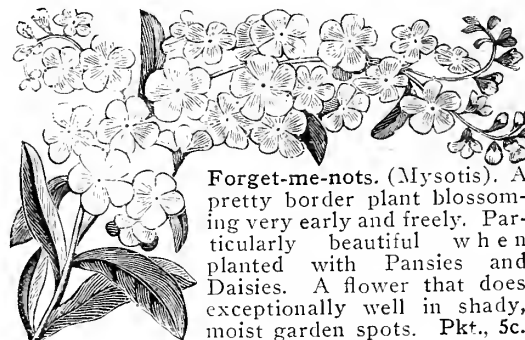 Forget-me-nots. (Mysotis). A
pretty border plant blossom-
ing very early and freely. Par-
ticularly beautiful when
planted with Pansies and
Daisies. A flower that does
exceptionally well in shady,
moist garden spots. Pkt., 5c.